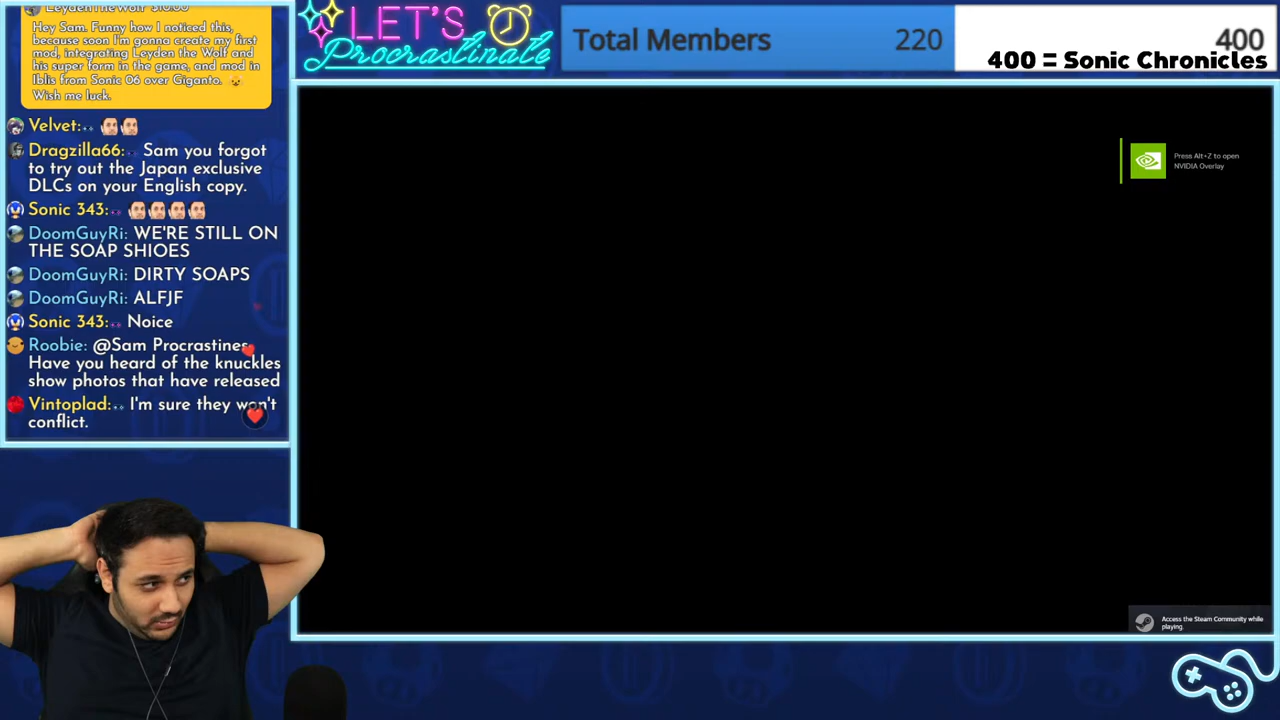 LeydenTheWolf $10.00
Hey Sam. Funny how I noticed this,
because soon I'm gonna create my first
mod, integrating Leyden the Wolf and
his super form in the game, and mod in
Iblis from Sonic 06 over Giganto.
Wish me luck.
Velvet:
Dragzilla66: Sam you forgot
to try out the Japan exclusive
DLCs on your English copy.
Sonic 343:
DoomGuyRi: WE'RE STILL ON
THE SOAP SHIOES
DoomGuyRi: DIRTY SOAPS
DoomGuyRi: ALFJF
Sonic 343: Noice
Roobie: @Sam Procrastines
Have you heard of the knuckles
show photos that have released
Vintoplad: I'm sure they won't
conflict.
LET'S
Procrastinate
Total Members 220 400
400 = Sonic Chronicles
Press Alt+Z to open
NVIDIA Overlay
Access the Steam Community while
playing.